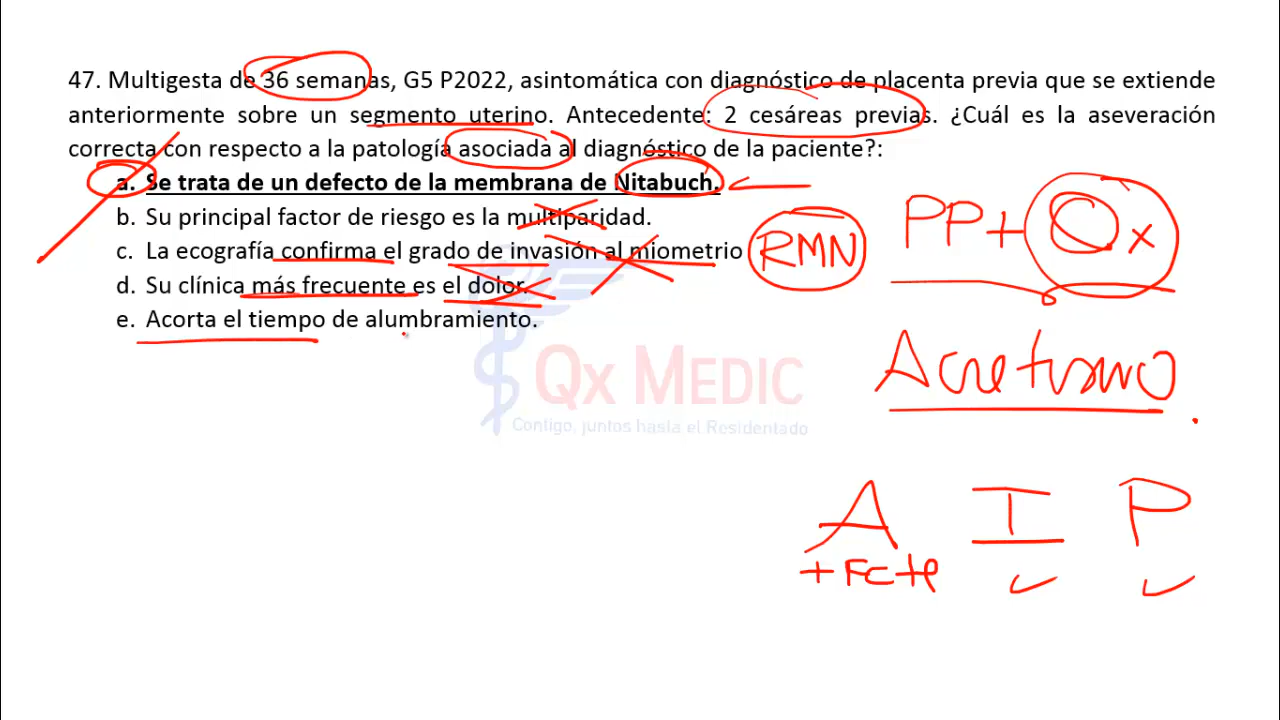 47. Multigesta de 36 semanas, G5 P2022, asintomática con diagnóstico de placenta previa que se extiende
anteriormente sobre un segmento uterino. Antecedente: 2 cesáreas previas. ¿Cuál es la aseveración
correcta con respecto a la patología asociada al diagnóstico de la paciente?:
a. Se trata de un defecto de la membrana de Nitabuch.
b. Su principal factor de riesgo es la multiparidad.
c. La ecografía confirma el grado de invasión al miometrio
d. Su clínica más frecuente es el dolor.
e. Acorta el tiempo de alumbramiento.
RMN
PP + Qx
Acretismo
A I P
+ Fcte
Qx MEDIC
Contigo, juntos hasta el Residentado